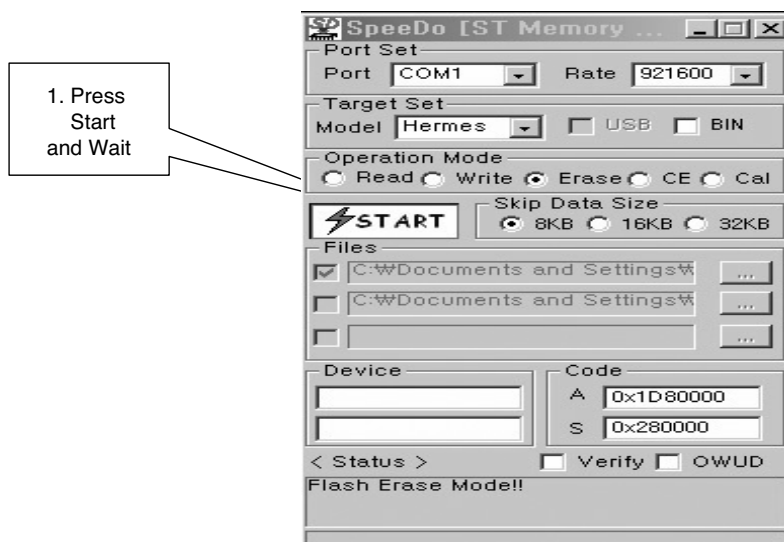 SpeeDo [ST Memory ...
Port Set
Port COM1 Rate 921600
1. Press
Start
and Wait
Target Set
Model Hermes USB BIN
Operation Mode
Read Write Erase CE Cal
START
Skip Data Size
8KB 16KB 32KB
Files
C:₩Documents and Settings₩ ...
C:₩Documents and Settings₩ ...
...
Device
Code
A 0x1D80000
S 0x280000
< Status > Verify OWUD
Flash Erase Mode!!